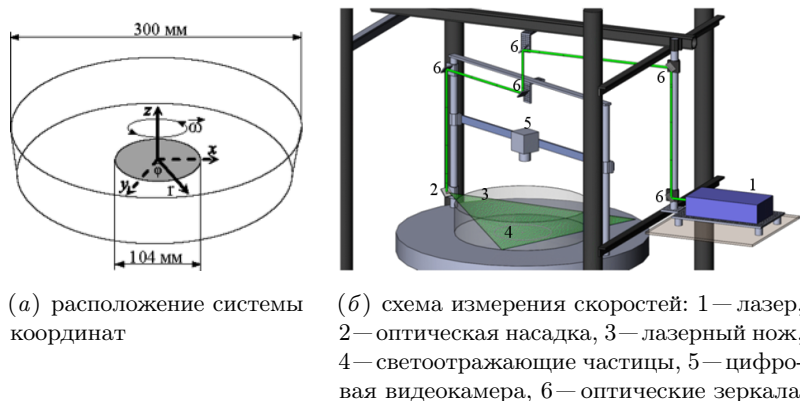 300 мм
z
ω
x
y
φ
r
104 мм
6
6
6
6
5
1
2
3
6
4
(а) расположение системы
координат
(б) схема измерения скоростей: 1—лазер,
2—оптическая насадка, 3—лазерный нож,
4—светоотражающие частицы, 5—цифро-
вая видеокамера, 6—оптические зеркала